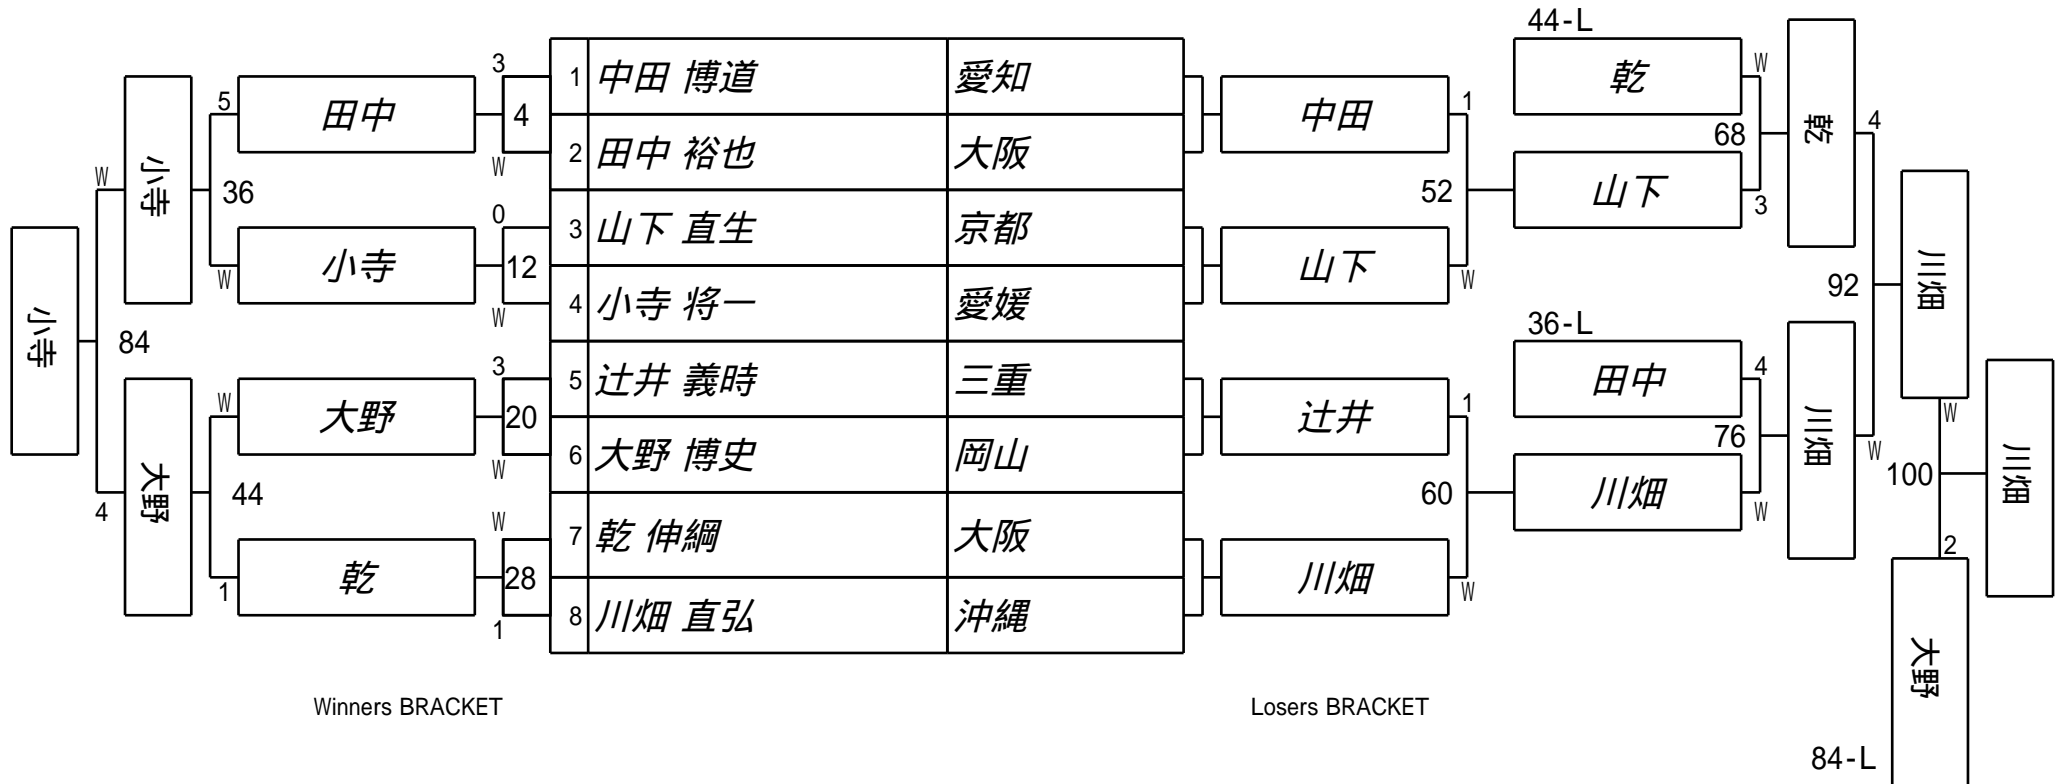 44-L
3
1 中田 博道 愛知
乾
W
田中
4
中田
1
5
4
W
2 田中 裕也 大阪
68
乾
小寺
W
36
0
3 山下 直生 京都
52
山下
3
小寺
W
小寺
12
4 小寺 将一 愛媛
山下
W
川畑
92
W
84
36-L
3
5 辻井 義時 三重
田中
4
W
大野
20
辻井
1
川畑
W
6 大野 博史 岡山
76
W
大野
4
44
W
7 乾 伸綱 大阪
60
川畑
W
100
川畑
乾
1
28
川畑
W
2
8 川畑 直弘 沖縄
1
大野
Winners BRACKET
Losers BRACKET
84-L